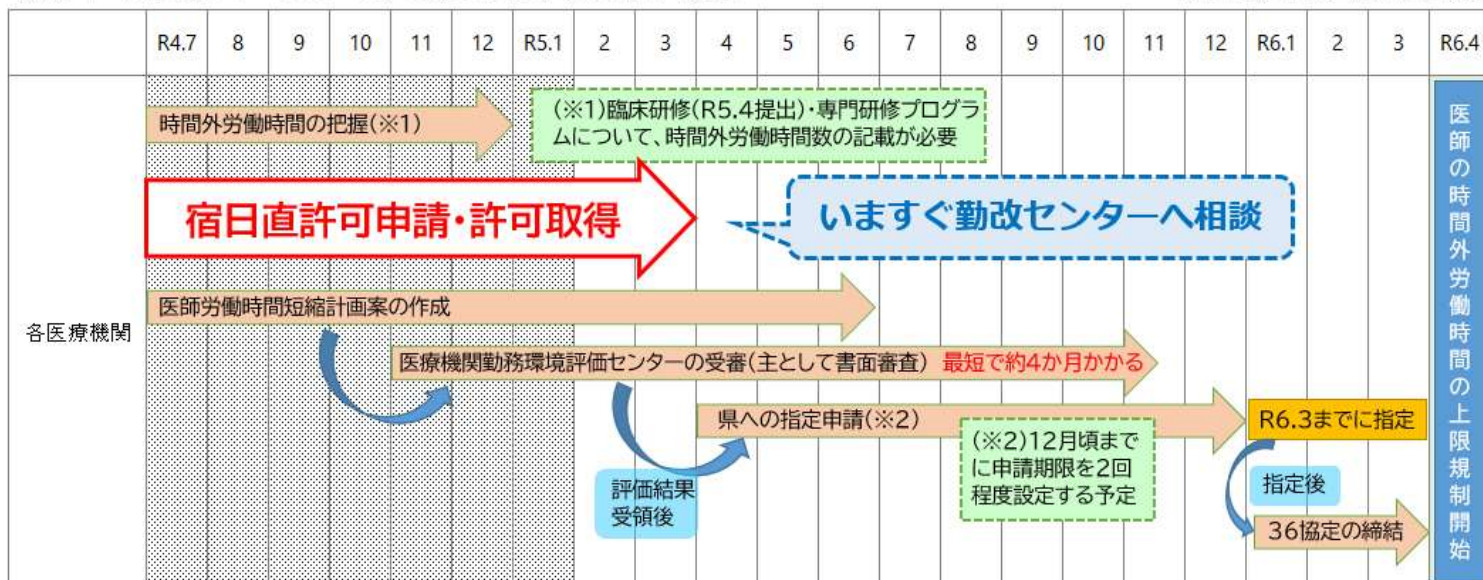 R4.7 8 9 10 11 12 R5.1 2 3 4 5 6 7 8 9 10 11 12 R6.1 2 3 R6.4
各医療機関
時間外労働時間の把握(※1)
(※1)臨床研修(R5.4提出)・専門研修プログラ
ムについて、時間外労働時間数の記載が必要
宿日直許可申請・許可取得
いますぐ勤改センターへ相談
医師労働時間短縮計画案の作成
医療機関勤務環境評価センターの受審(主として書面審査) 最短で約4か月かかる
県への指定申請(※2)
R6.3までに指定
(※2)12月頃まで
に申請期限を2回
程度設定する予定
評価結果
受領後
指定後
36協定の締結
医師の時間外労働時間の上限規制開始